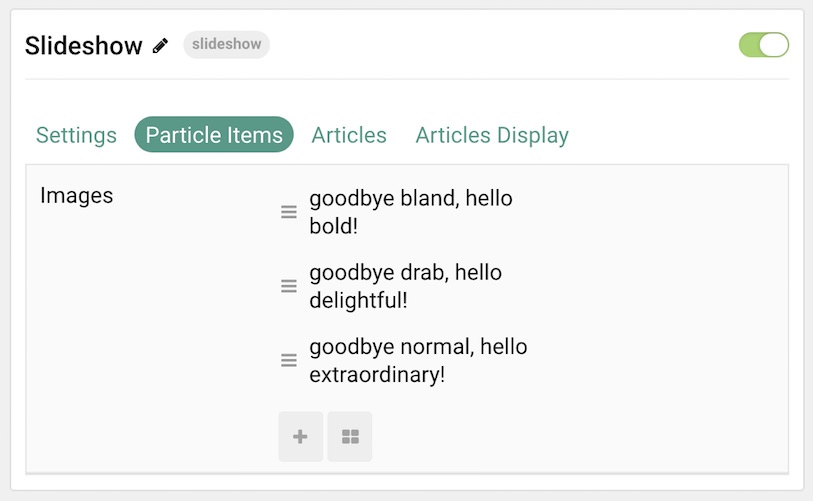 Slideshow slideshow
Settings Particle Items Articles Articles Display
Images
goodbye bland, hello
bold!
goodbye drab, hello
delightful!
goodbye normal, hello
extraordinary!